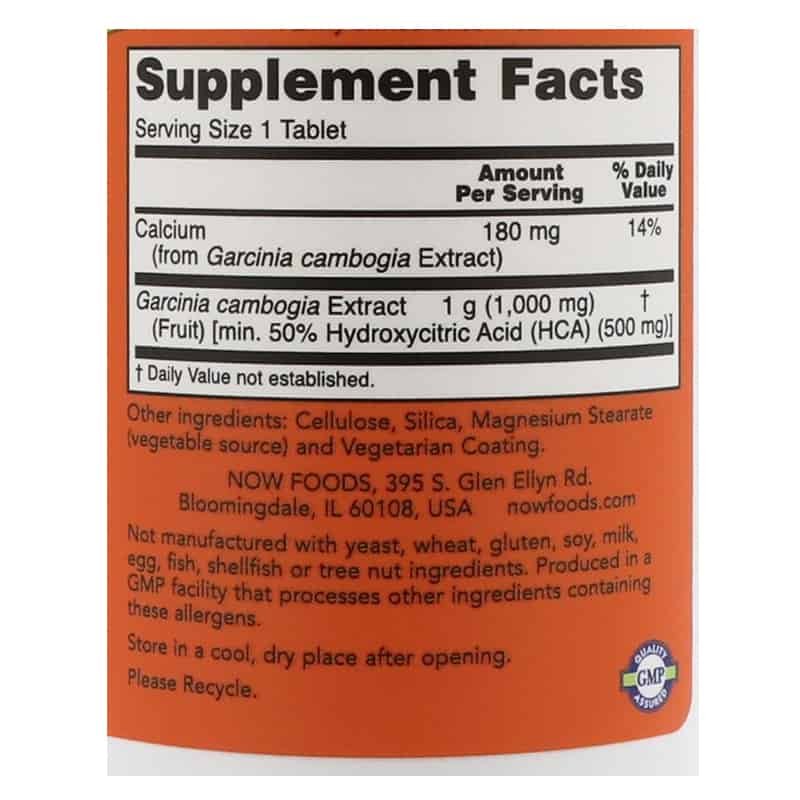 Supplement Facts
Serving Size 1 Tablet
Amount Per Serving
% Daily Value
Calcium 180 mg 14%
(from Garcinia cambogia Extract)
Garcinia cambogia Extract 1 g (1,000 mg) †
(Fruit) [min. 50% Hydroxycitric Acid (HCA) (500 mg)]
† Daily Value not established.
Other ingredients: Cellulose, Silica, Magnesium Stearate
(vegetable source) and Vegetarian Coating.
NOW FOODS, 395 S. Glen Ellyn Rd.
Bloomingdale, IL 60108, USA nowfoods.com
Not manufactured with yeast, wheat, gluten, soy, milk,
egg, fish, shellfish or tree nut ingredients. Produced in a
GMP facility that processes other ingredients containing
these allergens.
Store in a cool, dry place after opening.
Please Recycle.
QUALITY
GMP
ASSURED